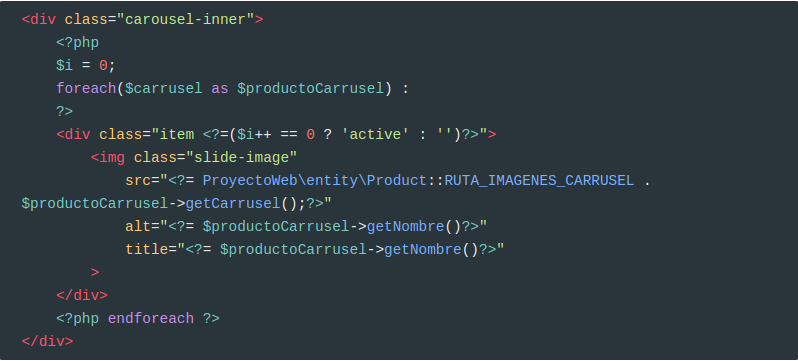 <div class="carousel-inner">
    <?php
    $i = 0;
    foreach($carrusel as $productoCarrusel) :
    ?>
    <div class="item <?=($i++ == 0 ? 'active' : '')?>">
        <img class="slide-image"
            src="<?= ProyectoWeb\entity\Product::RUTA_IMAGENES_CARRUSEL .
$productoCarrusel->getCarrusel();?>"
            alt="<?= $productoCarrusel->getNombre()?>"
            title="<?= $productoCarrusel->getNombre()?>"
        >
    </div>
    <?php endforeach ?>
</div>